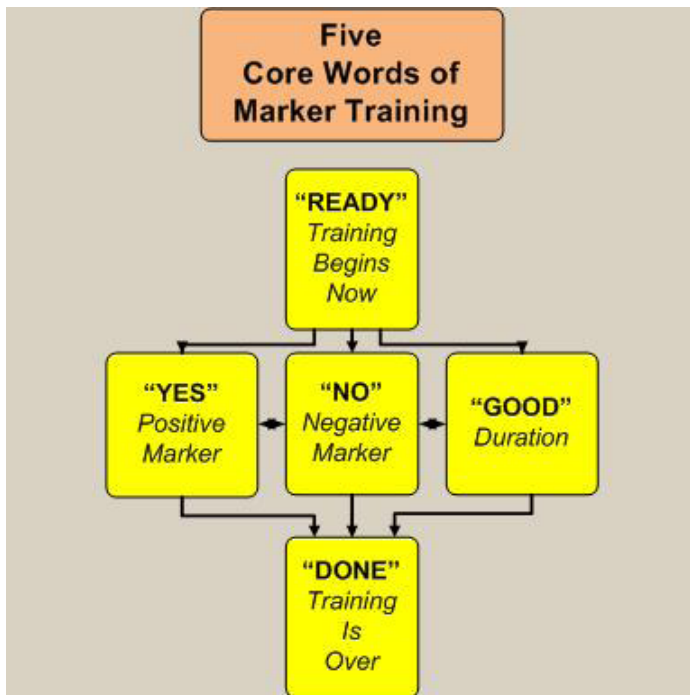 Five
Core Words of
Marker Training
“READY”
Training
Begins
Now
“YES”
Positive
Marker
“NO”
Negative
Marker
“GOOD”
Duration
“DONE”
Training
Is
Over